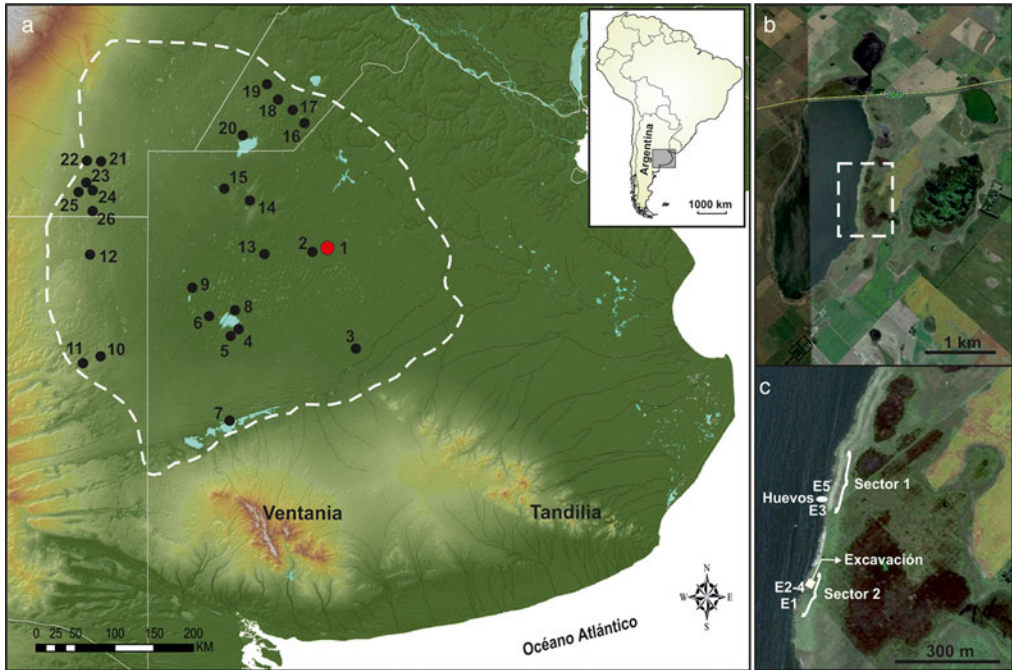 a
19
18
17
16
20
22
21
23
24
25
26
15
14
12
13
2
1
9
8
6
4
5
3
11
10
7
Ventania
Tandilia
0 25 50 100 150 200
KM
N
W
E
S
Océano Atlántico
Argentina
1000 km
b
1 km
c
E5
Huevos
E3
Sector 1
Excavación
E2-4
E1
Sector 2
300 m